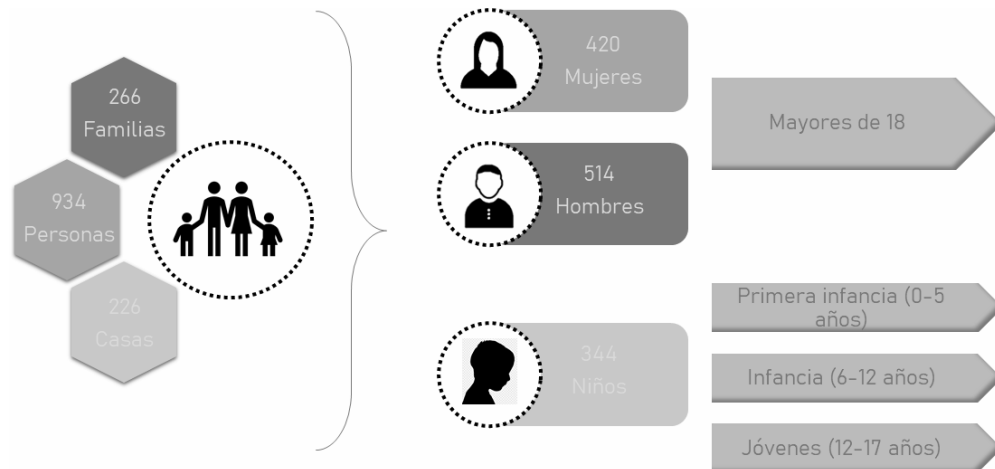 266
Familias
934
Personas
226
Casas
420
Mujeres
514
Hombres
344
Niños
Mayores de 18
Primera infancia (0-5
años)
Infancia (6-12 años)
Jóvenes (12-17 años)